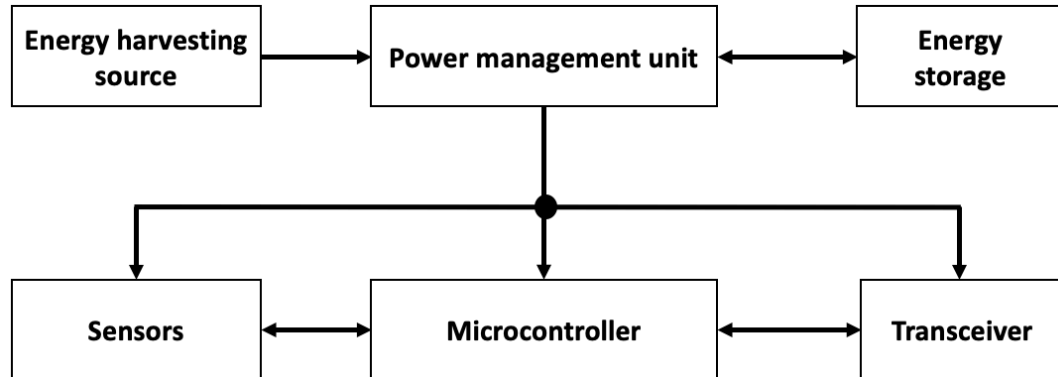 Energy harvesting
source
Power management unit
Energy
storage
Sensors
Microcontroller
Transceiver